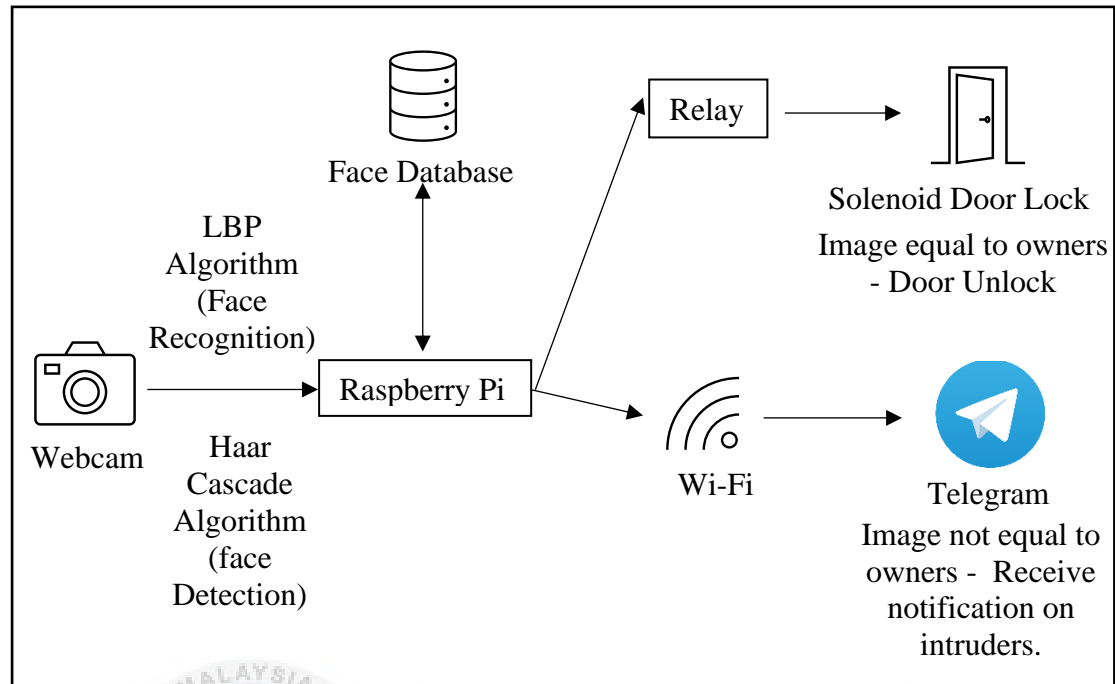 Face Database
LBP
Algorithm
(Face
Recognition)
Webcam
Haar
Cascade
Algorithm
(face
Detection)
Raspberry Pi
Relay
Solenoid Door Lock
Image equal to owners
- Door Unlock
Wi-Fi
Telegram
Image not equal to
owners - Receive
notification on
intruders.
MALAYSIA